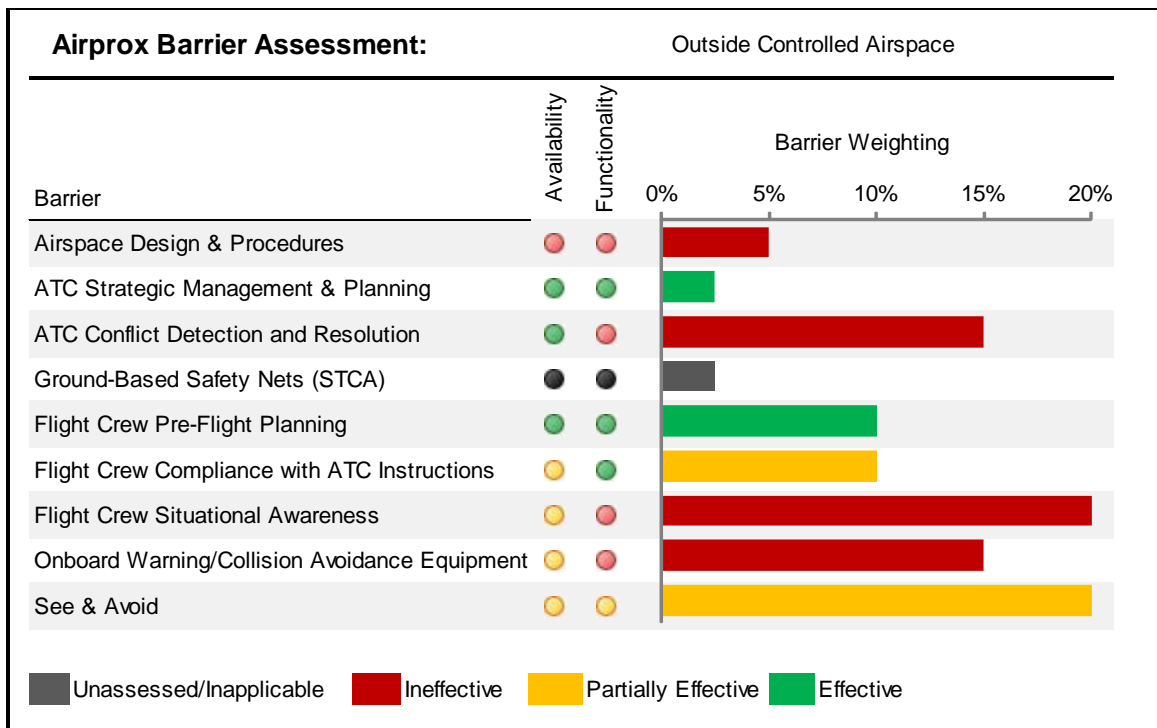 Airprox Barrier Assessment: Outside Controlled Airspace
Availability
Functionality
Barrier Weighting
Barrier
0% 5% 10% 15% 20%
Airspace Design & Procedures
ATC Strategic Management & Planning
ATC Conflict Detection and Resolution
Ground-Based Safety Nets (STCA)
Flight Crew Pre-Flight Planning
Flight Crew Compliance with ATC Instructions
Flight Crew Situational Awareness
Onboard Warning/Collision Avoidance Equipment
See & Avoid
Unassessed/Inapplicable Ineffective Partially Effective Effective